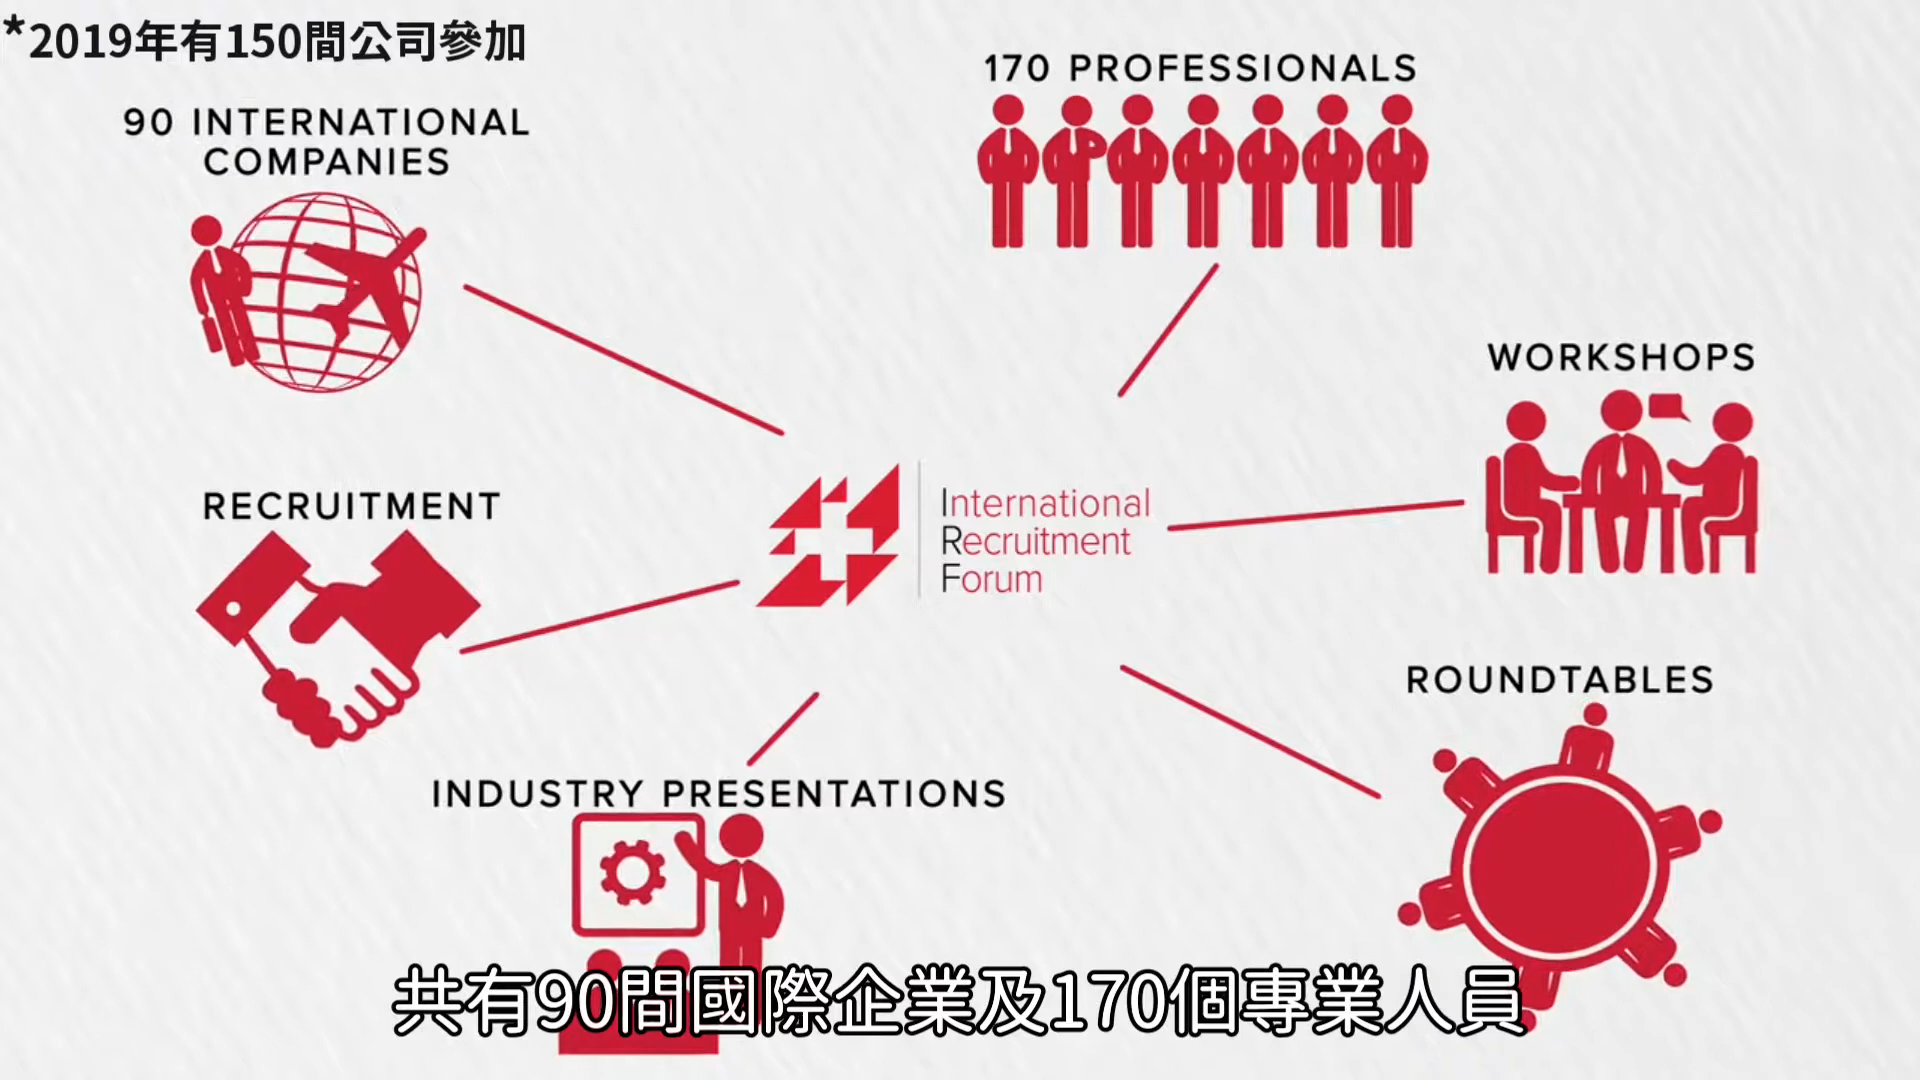 *2019年有150間公司參加
90 INTERNATIONAL
COMPANIES
170 PROFESSIONALS
WORKSHOPS
RECRUITMENT
International
Recruitment
Forum
ROUNDTABLES
INDUSTRY PRESENTATIONS
共有90間國際企業及170個專業人員